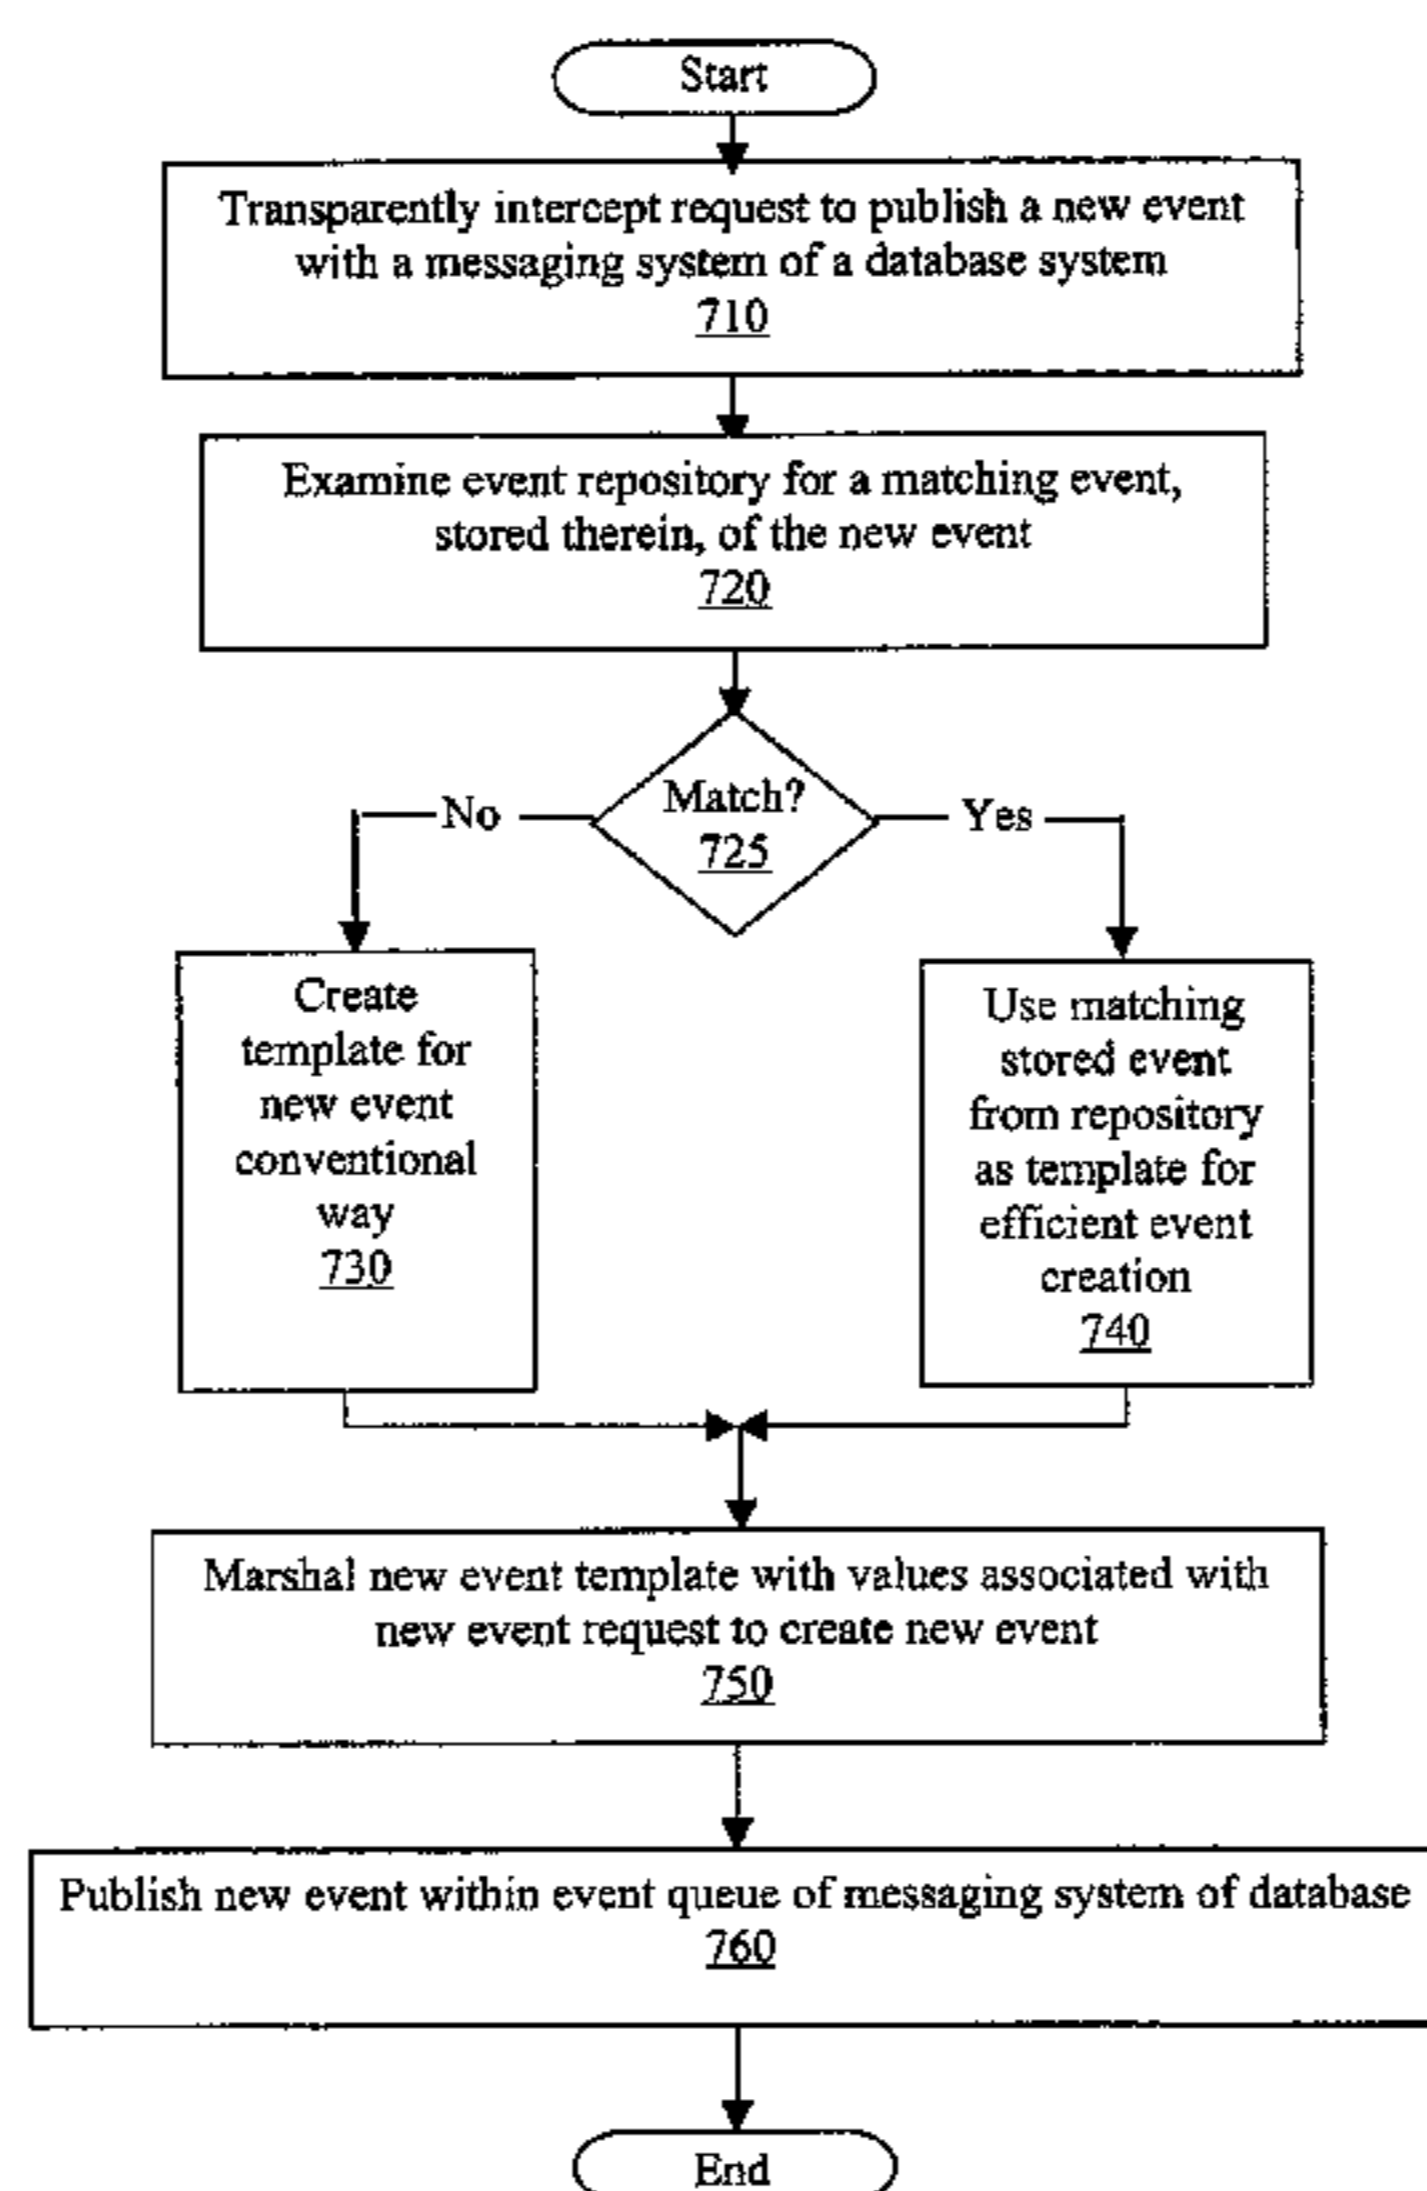 Start
Transparently intercept request to publish a new event
with a messaging system of a database system
710
Examine event repository for a matching event,
stored therein, of the new event
720
Match?
725
No
Yes
Create
template for
new event
conventional
way
730
Use matching
stored event
from repository
as template for
efficient event
creation
740
Marshal new event template with values associated with
new event request to create new event
750
Publish new event within event queue of messaging system of database
760
End